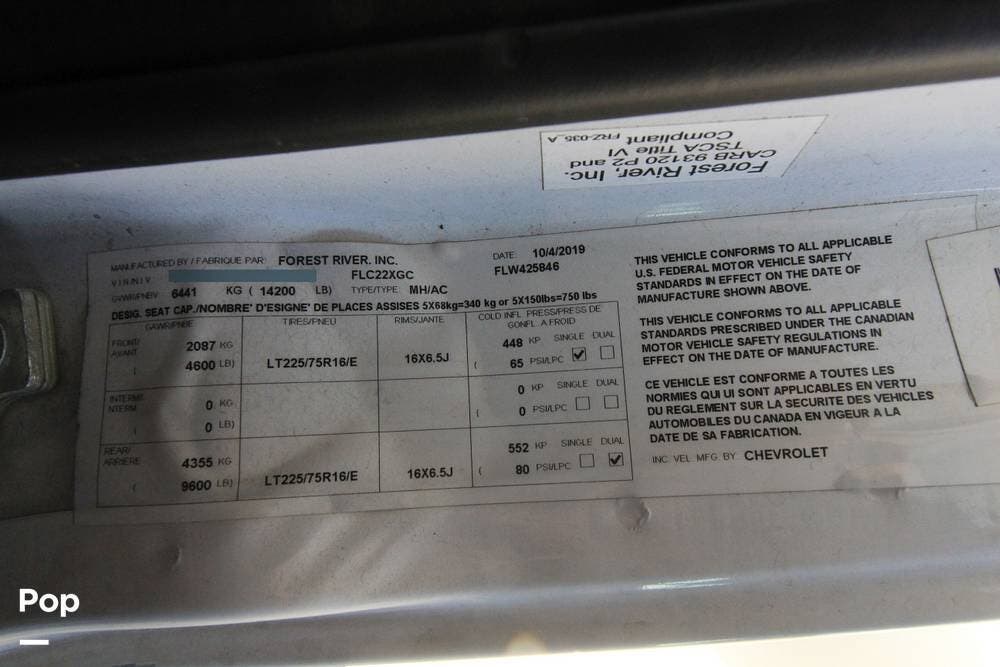 Forest River, Inc.
CARB 93120 P2 and
TSCA Title VI
Compliant FRZ-035_A
MANUFACTURED BY / FABRIQUE PAR: FOREST RIVER, INC. DATE: 10/4/2019
VIN/NIV FLC22XGC FLW425846
GVWR/PNBV 6441 KG ( 14200 LB) TYPE/TYPE: MH/AC
DESIG. SEAT CAP./NOMBRE' D'ESIGNE' DE PLACES ASSISES 5X68kg=340 kg or 5X150lbs=750 lbs
GAWR/PNBE TIRES/PNEU RIMS/JANTE COLD INFL PRESS/PRESS DE
GONFL. A FROID
FRONT/
AVANT 2087 KG 448 KP SINGLE DUAL
( 4600 LB) LT225/75R16/E 16X6.5J ( 65 PSI/LPC
INTERM/
INTERM. 0 KG 0 KP SINGLE DUAL
( 0 LB) ( 0 PSI/LPC
REAR/
ARRIERE 4355 KG 552 KP SINGLE DUAL
( 9600 LB) LT225/75R16/E 16X6.5J ( 80 PSI/LPC
THIS VEHICLE CONFORMS TO ALL APPLICABLE
U.S. FEDERAL MOTOR VEHICLE SAFETY
STANDARDS IN EFFECT ON THE DATE OF
MANUFACTURE SHOWN ABOVE.
THIS VEHICLE CONFORMS TO ALL APPLICABLE
STANDARDS PRESCRIBED UNDER THE CANADIAN
MOTOR VEHICLE SAFETY REGULATIONS IN
EFFECT ON THE DATE OF MANUFACTURE.
CE VEHICLE EST CONFORME A TOUTES LES
NORMIES QUI UI SONT APPLICABLES EN VERTU
DU REGLEMENT SUR LA SECURITE DES VEHICLES
AUTOMOBILES DU CANADA EN VIGEUR A LA
DATE DE SA FABRICATION.
INC. VEL MFG. BY CHEVROLET
Pop